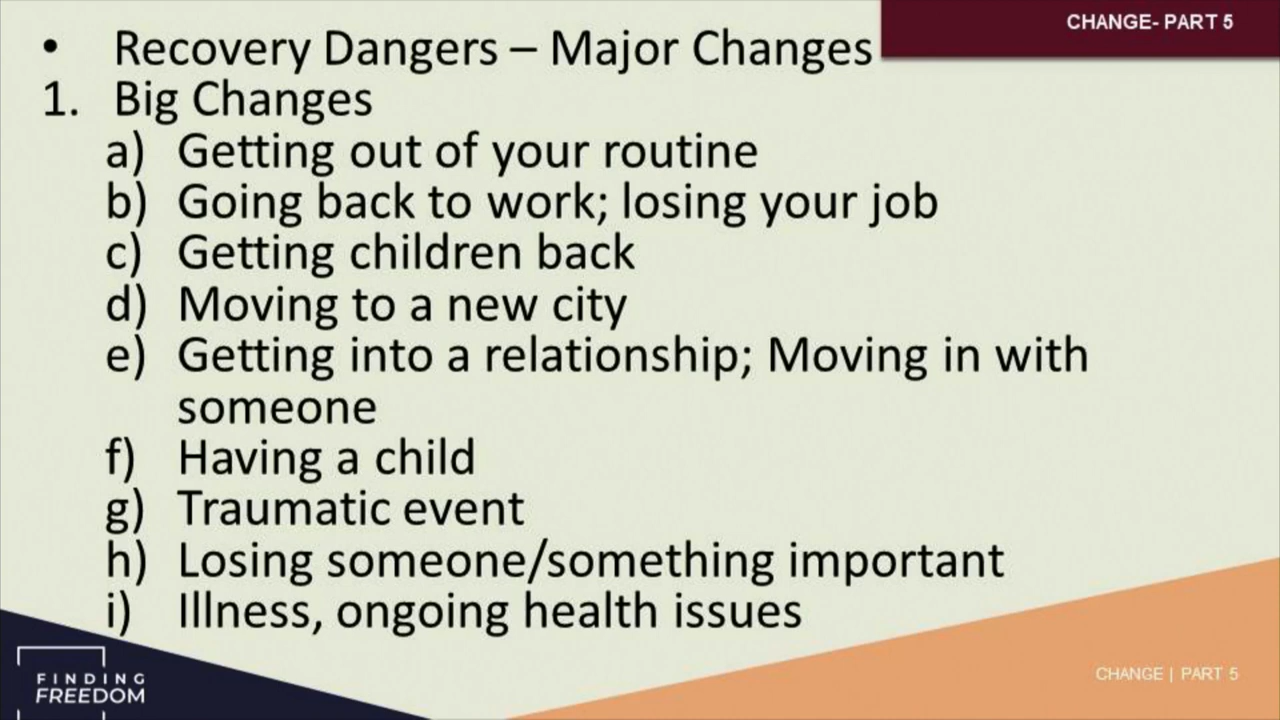 CHANGE- PART 5
• Recovery Dangers – Major Changes
1. Big Changes
a) Getting out of your routine
b) Going back to work; losing your job
c) Getting children back
d) Moving to a new city
e) Getting into a relationship; Moving in with
someone
f) Having a child
g) Traumatic event
h) Losing someone/something important
i) Illness, ongoing health issues
FINDING
FREEDOM
CHANGE | PART 5